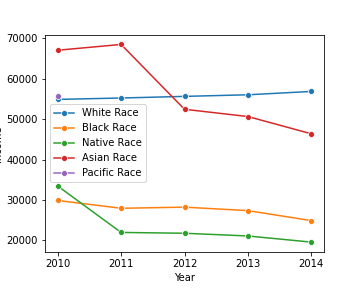 70000
60000
50000
40000
30000
20000
White Race
Black Race
Native Race
Asian Race
Pacific Race
2010 2011 2012 2013 2014
Year